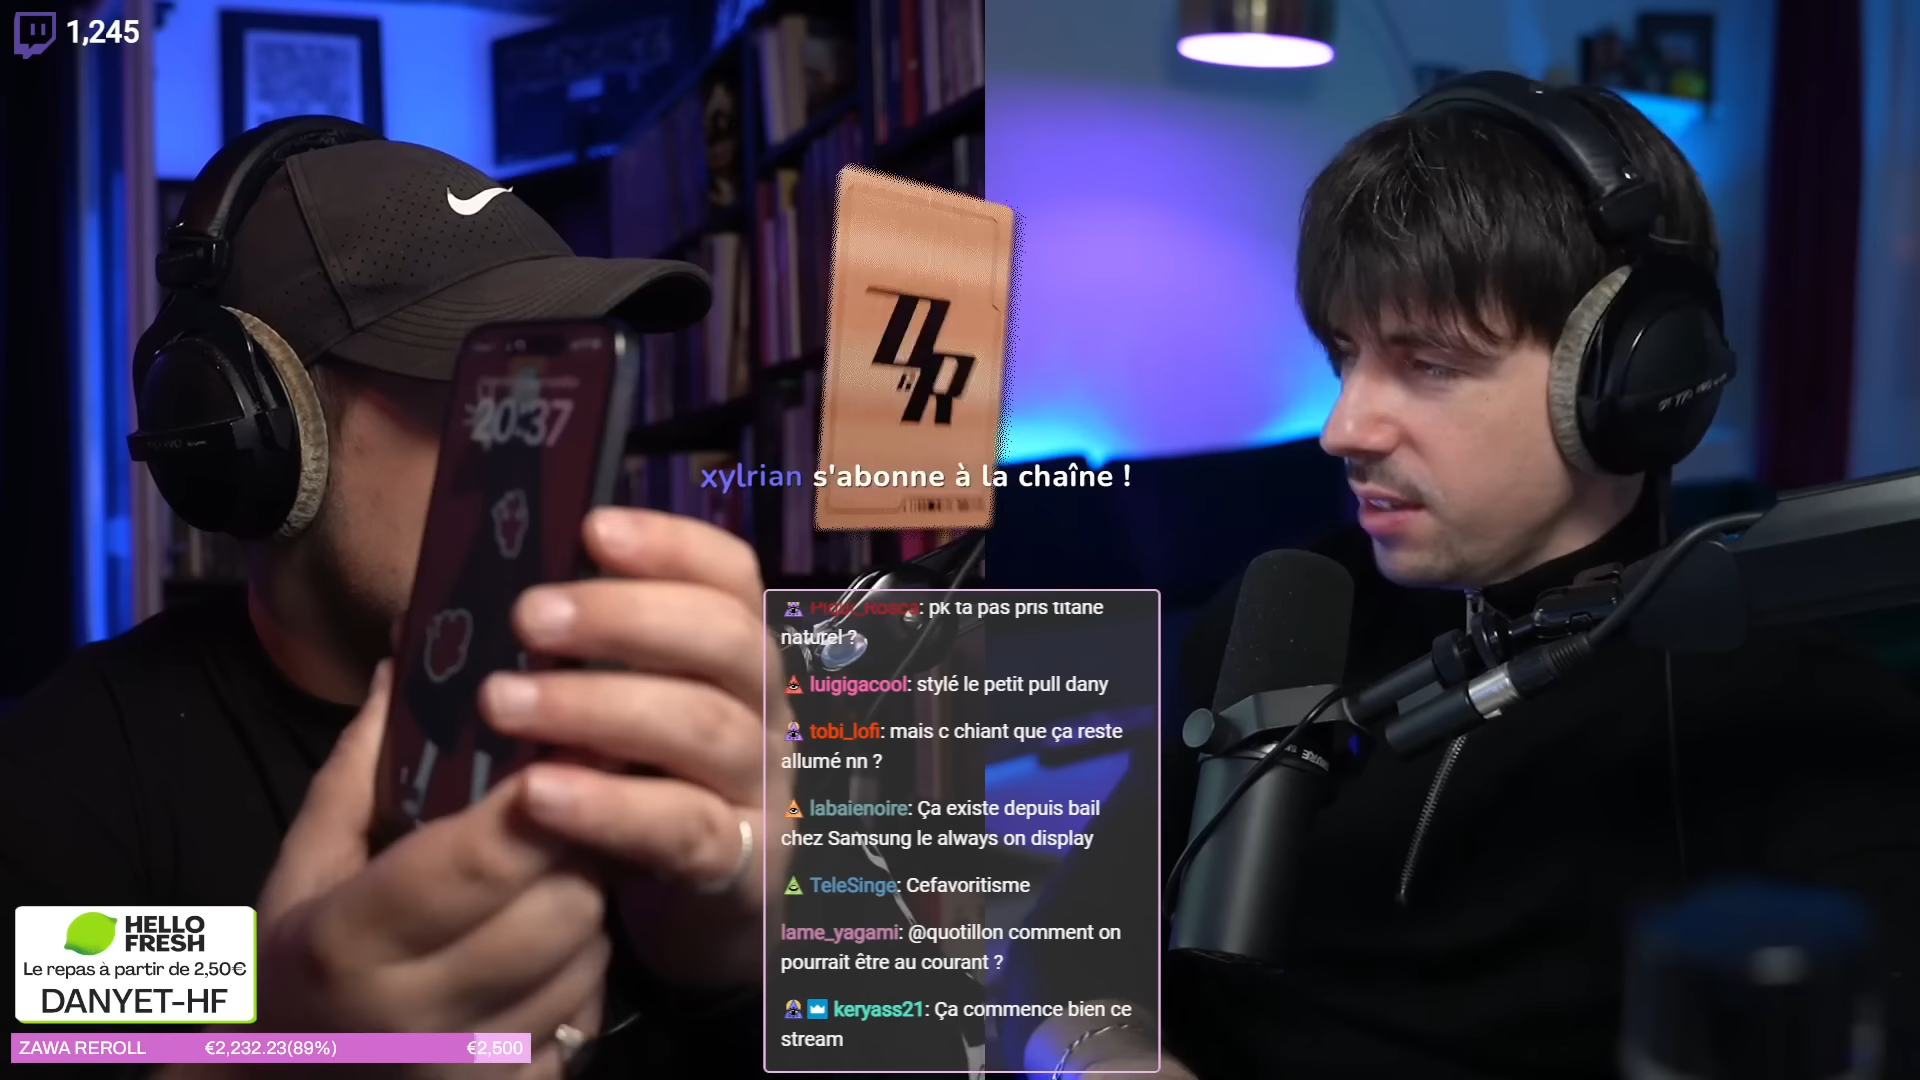 1,245
20:37
D&R
xylrian s'abonne à la chaîne !
: pk ta pas pris titane
naturel ?
luigigacool: stylé le petit pull dany
tobi_lofi: mais c chiant que ça reste
allumé nn ?
labaienoire: Ça existe depuis bail
chez Samsung le always on display
TeleSinge: Cefavoritisme
lame_yagami: @quotillon comment on
pourrait être au courant ?
keryass21: Ça commence bien ce
stream
HELLO
FRESH
Le repas à partir de 2,50€
DANYET-HF
ZAWA REROLL €2,232.23(89%) €2,500